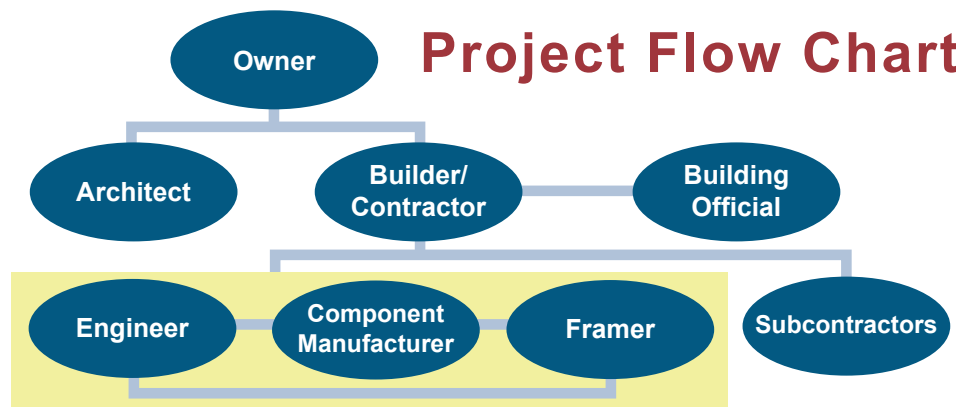 Project Flow Chart
Owner
Architect
Builder/
Contractor
Building
Official
Engineer
Component
Manufacturer
Framer
Subcontractors